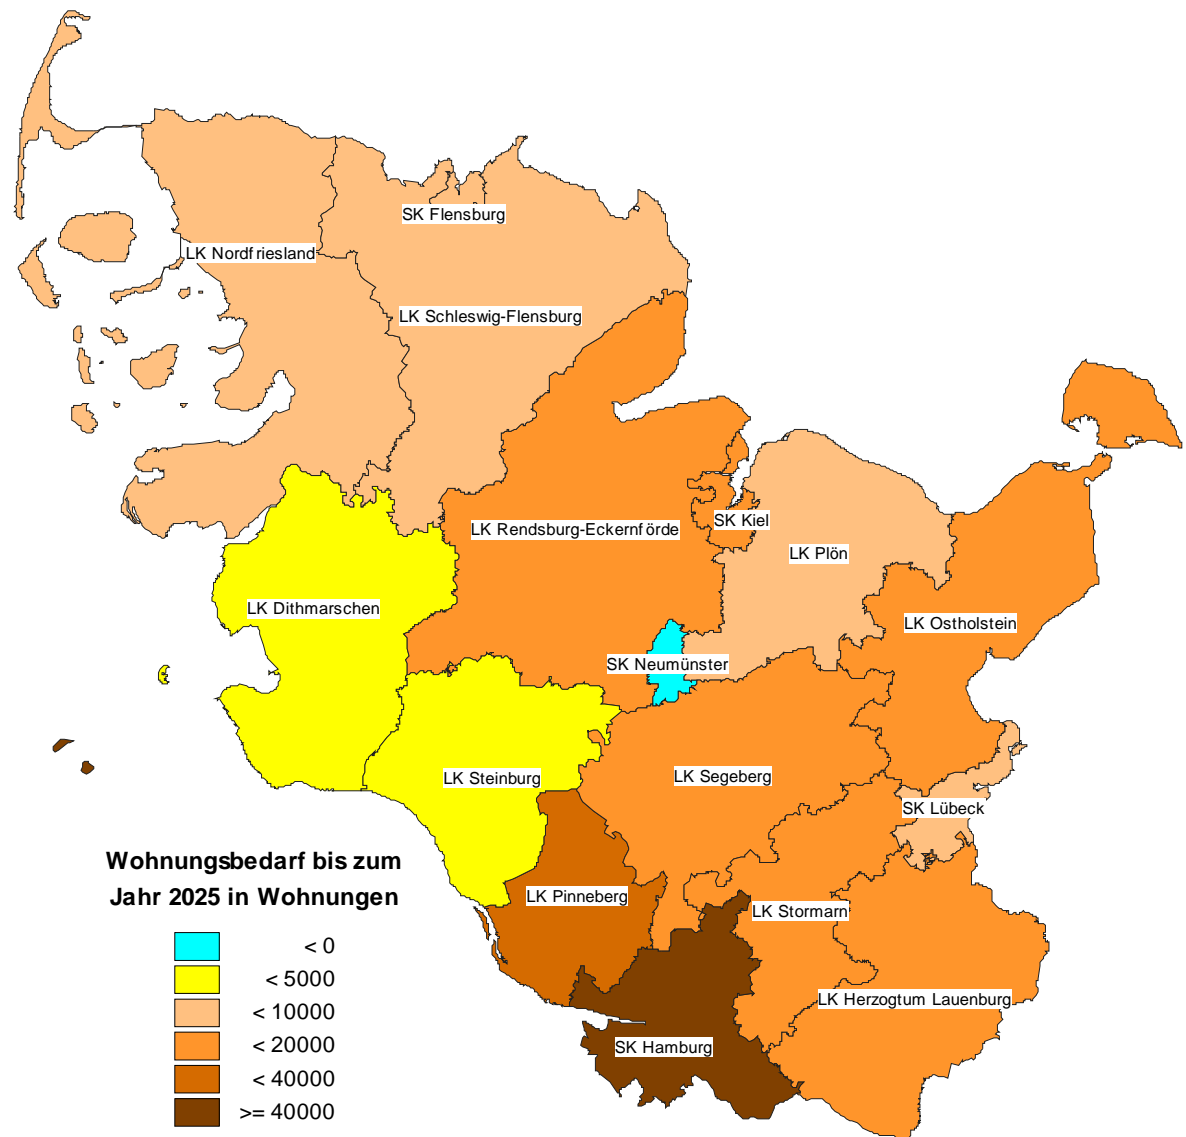 SK Flensburg
LK Nordfriesland
LK Schleswig-Flensburg
SK Kiel
LK Rendsburg-Eckernförde
LK Plön
LK Dithmarschen
LK Ostholstein
SK Neumünster
LK Segeberg
LK Steinburg
SK Lübeck
LK Pinneberg
LK Stormarn
LK Herzogtum Lauenburg
SK Hamburg
Wohnungsbedarf bis zum
Jahr 2025 in Wohnungen
< 0
< 5000
< 10000
< 20000
< 40000
>= 40000